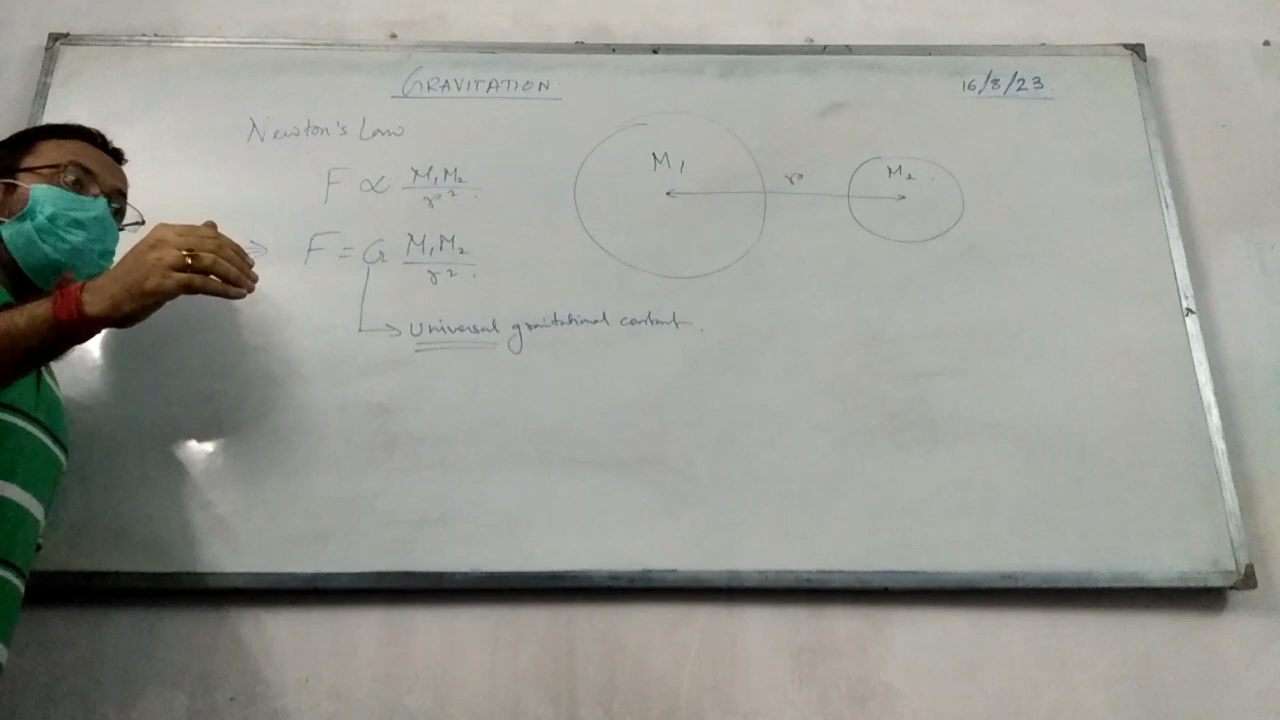 GRAVITATION
16/8/23
Newton's Law
F ∝ M₁M₂/r².
⇒ F = G M₁M₂/r².
Universal gravitational constant.
M₁
r
M₂.